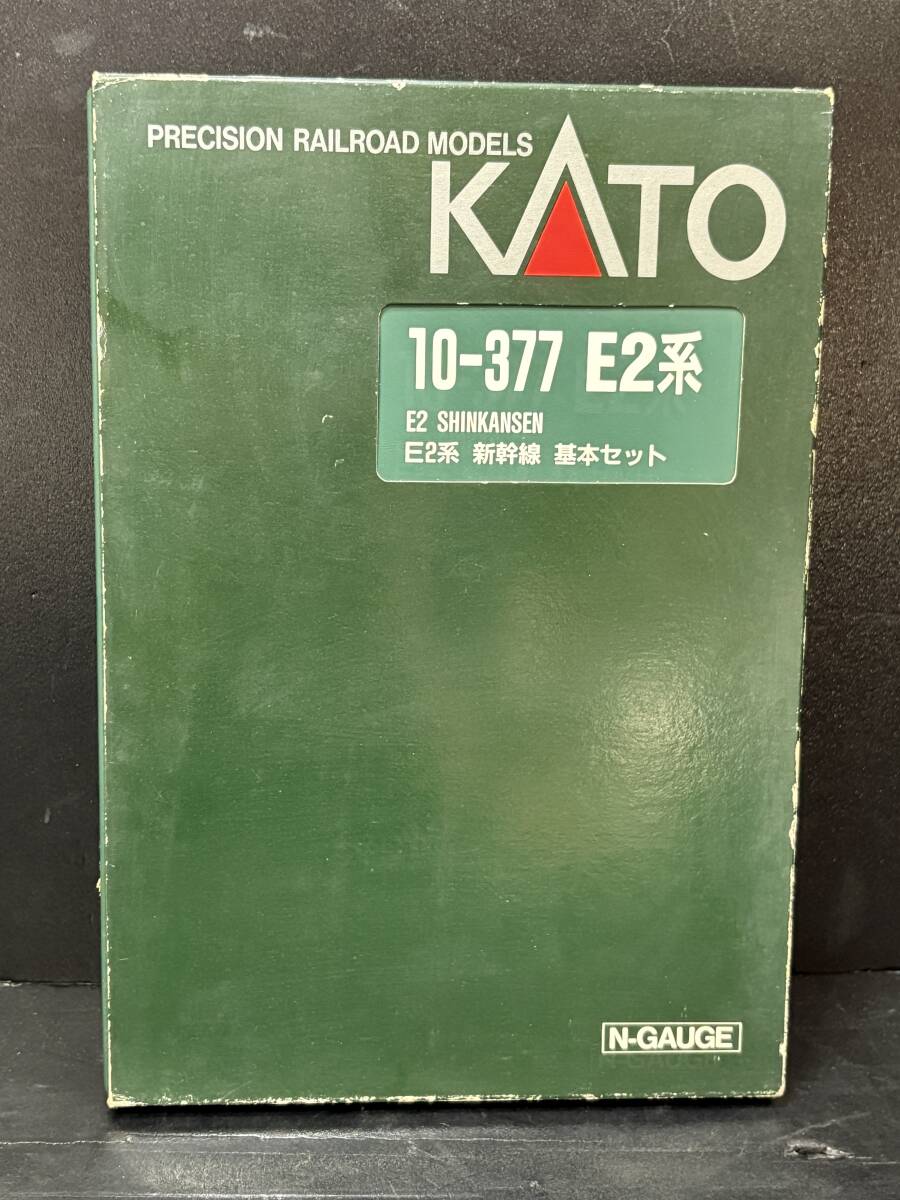 PRECISION RAILROAD MODELS
KATO
10-377 E2系
E2 SHINKANSEN
E2系 新幹線 基本セット
N-GAUGE